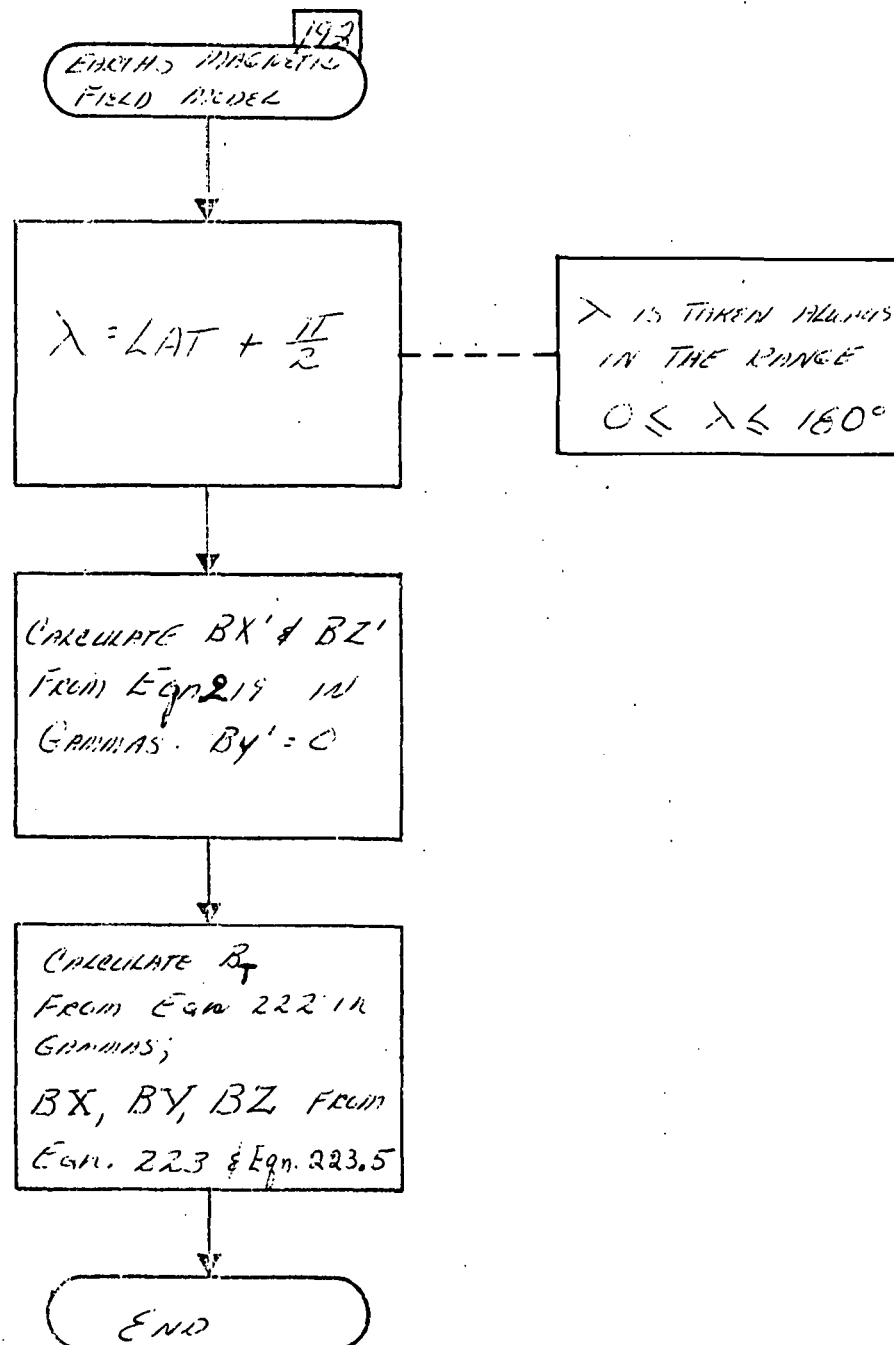 192
EARTHS MAGNETIC
FIELD MODEL
λ = LAT + π/2
λ IS TAKEN ALWAYS
IN THE RANGE
0 ≤ λ ≤ 180°
CALCULATE BX' & BZ'
FROM Eqn 219 IN
GAMMAS. BY' = 0
CALCULATE B_T
FROM Eqn 222 IN
GAMMAS;
BX, BY, BZ FROM
Eqn. 223 & Eqn. 223.5
END